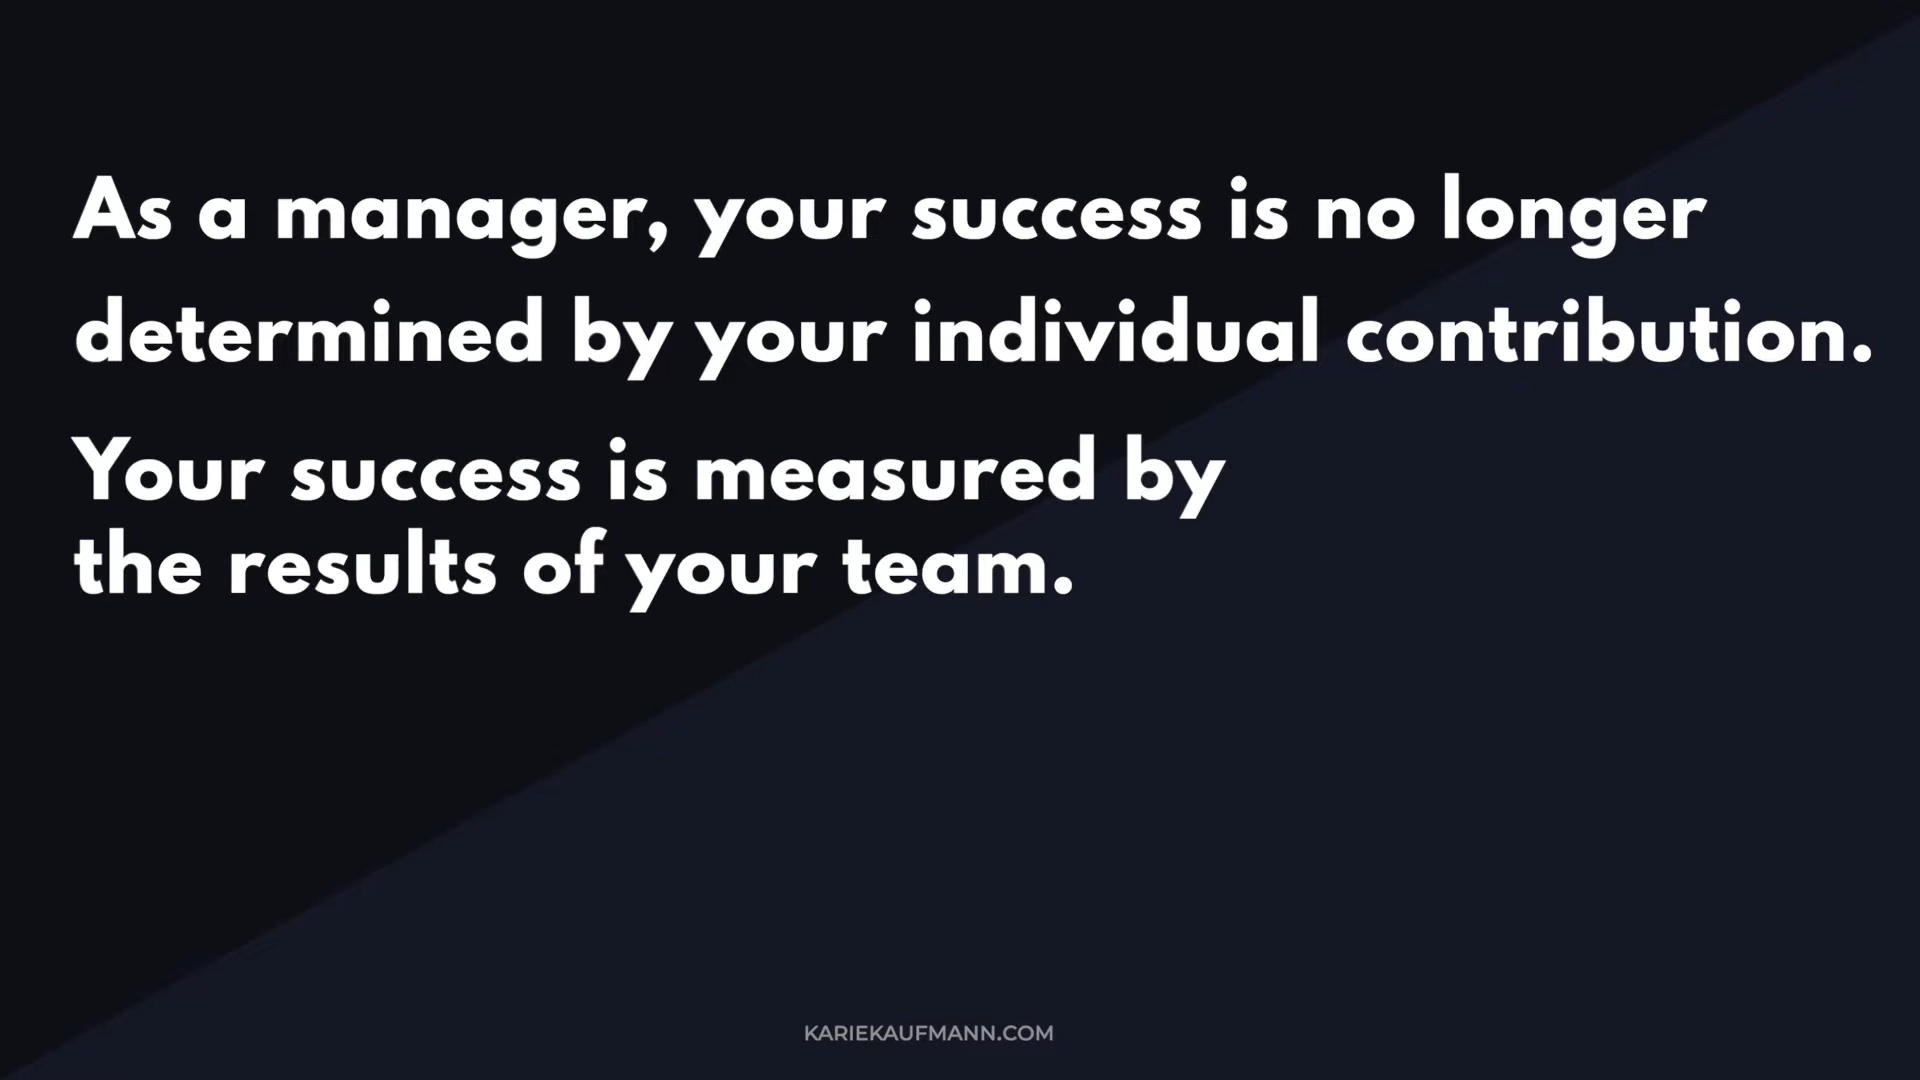 As a manager, your success is no longer
determined by your individual contribution.
Your success is measured by
the results of your team.
KARIEKAUFMANN.COM